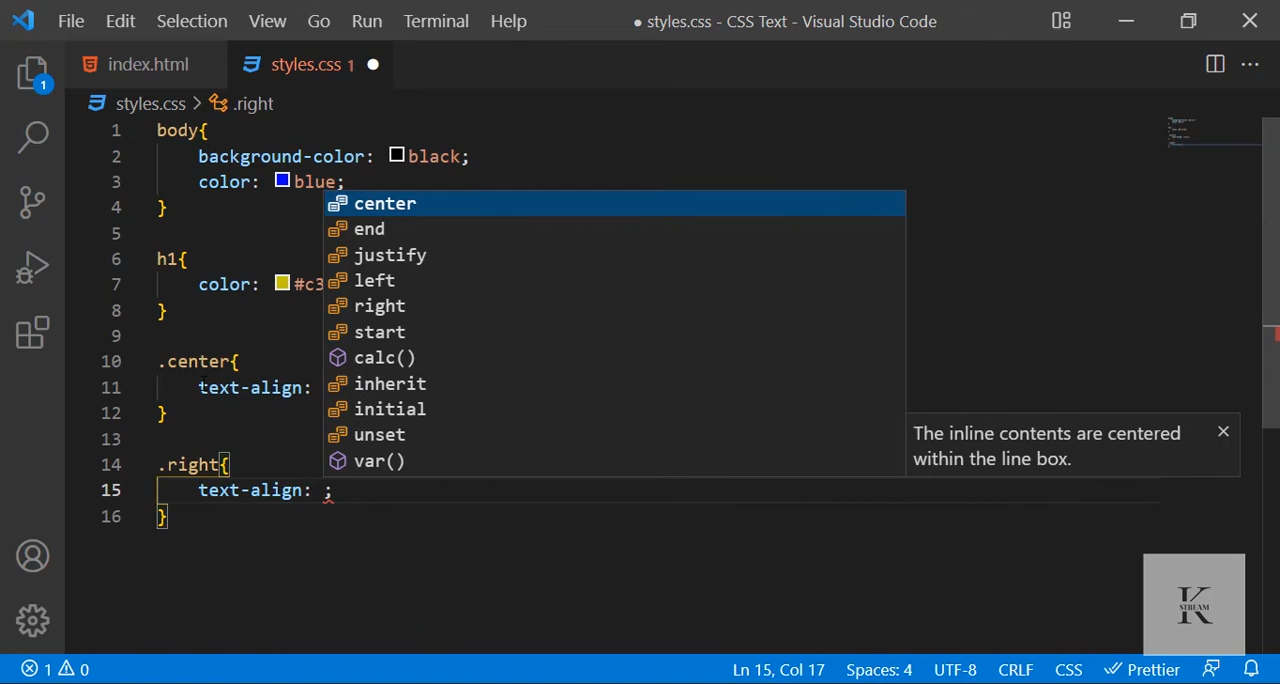 File Edit Selection View Go Run Terminal Help ● styles.css - CSS Text - Visual Studio Code
index.html styles.css 1
styles.css > .right
1 body{
2 background-color: black;
3 color: blue;
4 }
5
6 h1{
7 color: #c3
8 }
9
10 .center{
11 text-align:
12 }
13
14 .right{
15 text-align: ;
16 }
center
end
justify
left
right
start
calc()
inherit
initial
unset
var()
The inline contents are centered
within the line box.
1
K
STREAM
1 0 Ln 15, Col 17 Spaces: 4 UTF-8 CRLF CSS Prettier